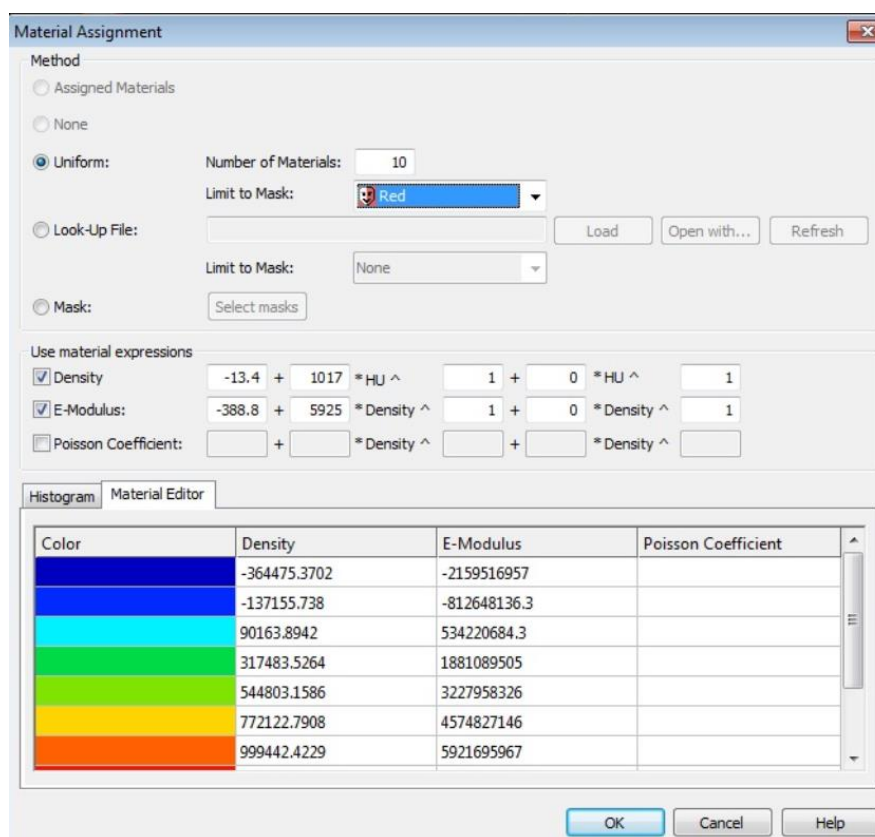 Material Assignment
Method
Assigned Materials
None
Uniform: Number of Materials: 10
Limit to Mask: Red
Look-Up File: Load Open with... Refresh
Limit to Mask: None
Mask: Select masks
Use material expressions
Density -13.4 + 1017 * HU ^ 1 + 0 * HU ^ 1
E-Modulus: -388.8 + 5925 * Density ^ 1 + 0 * Density ^ 1
Poisson Coefficient: + * Density ^ + * Density ^
Histogram Material Editor
Color Density E-Modulus Poisson Coefficient
-364475.3702 -2159516957
-137155.738 -812648136.3
90163.8942 534220684.3
317483.5264 1881089505
544803.1586 3227958326
772122.7908 4574827146
999442.4229 5921695967
OK Cancel Help